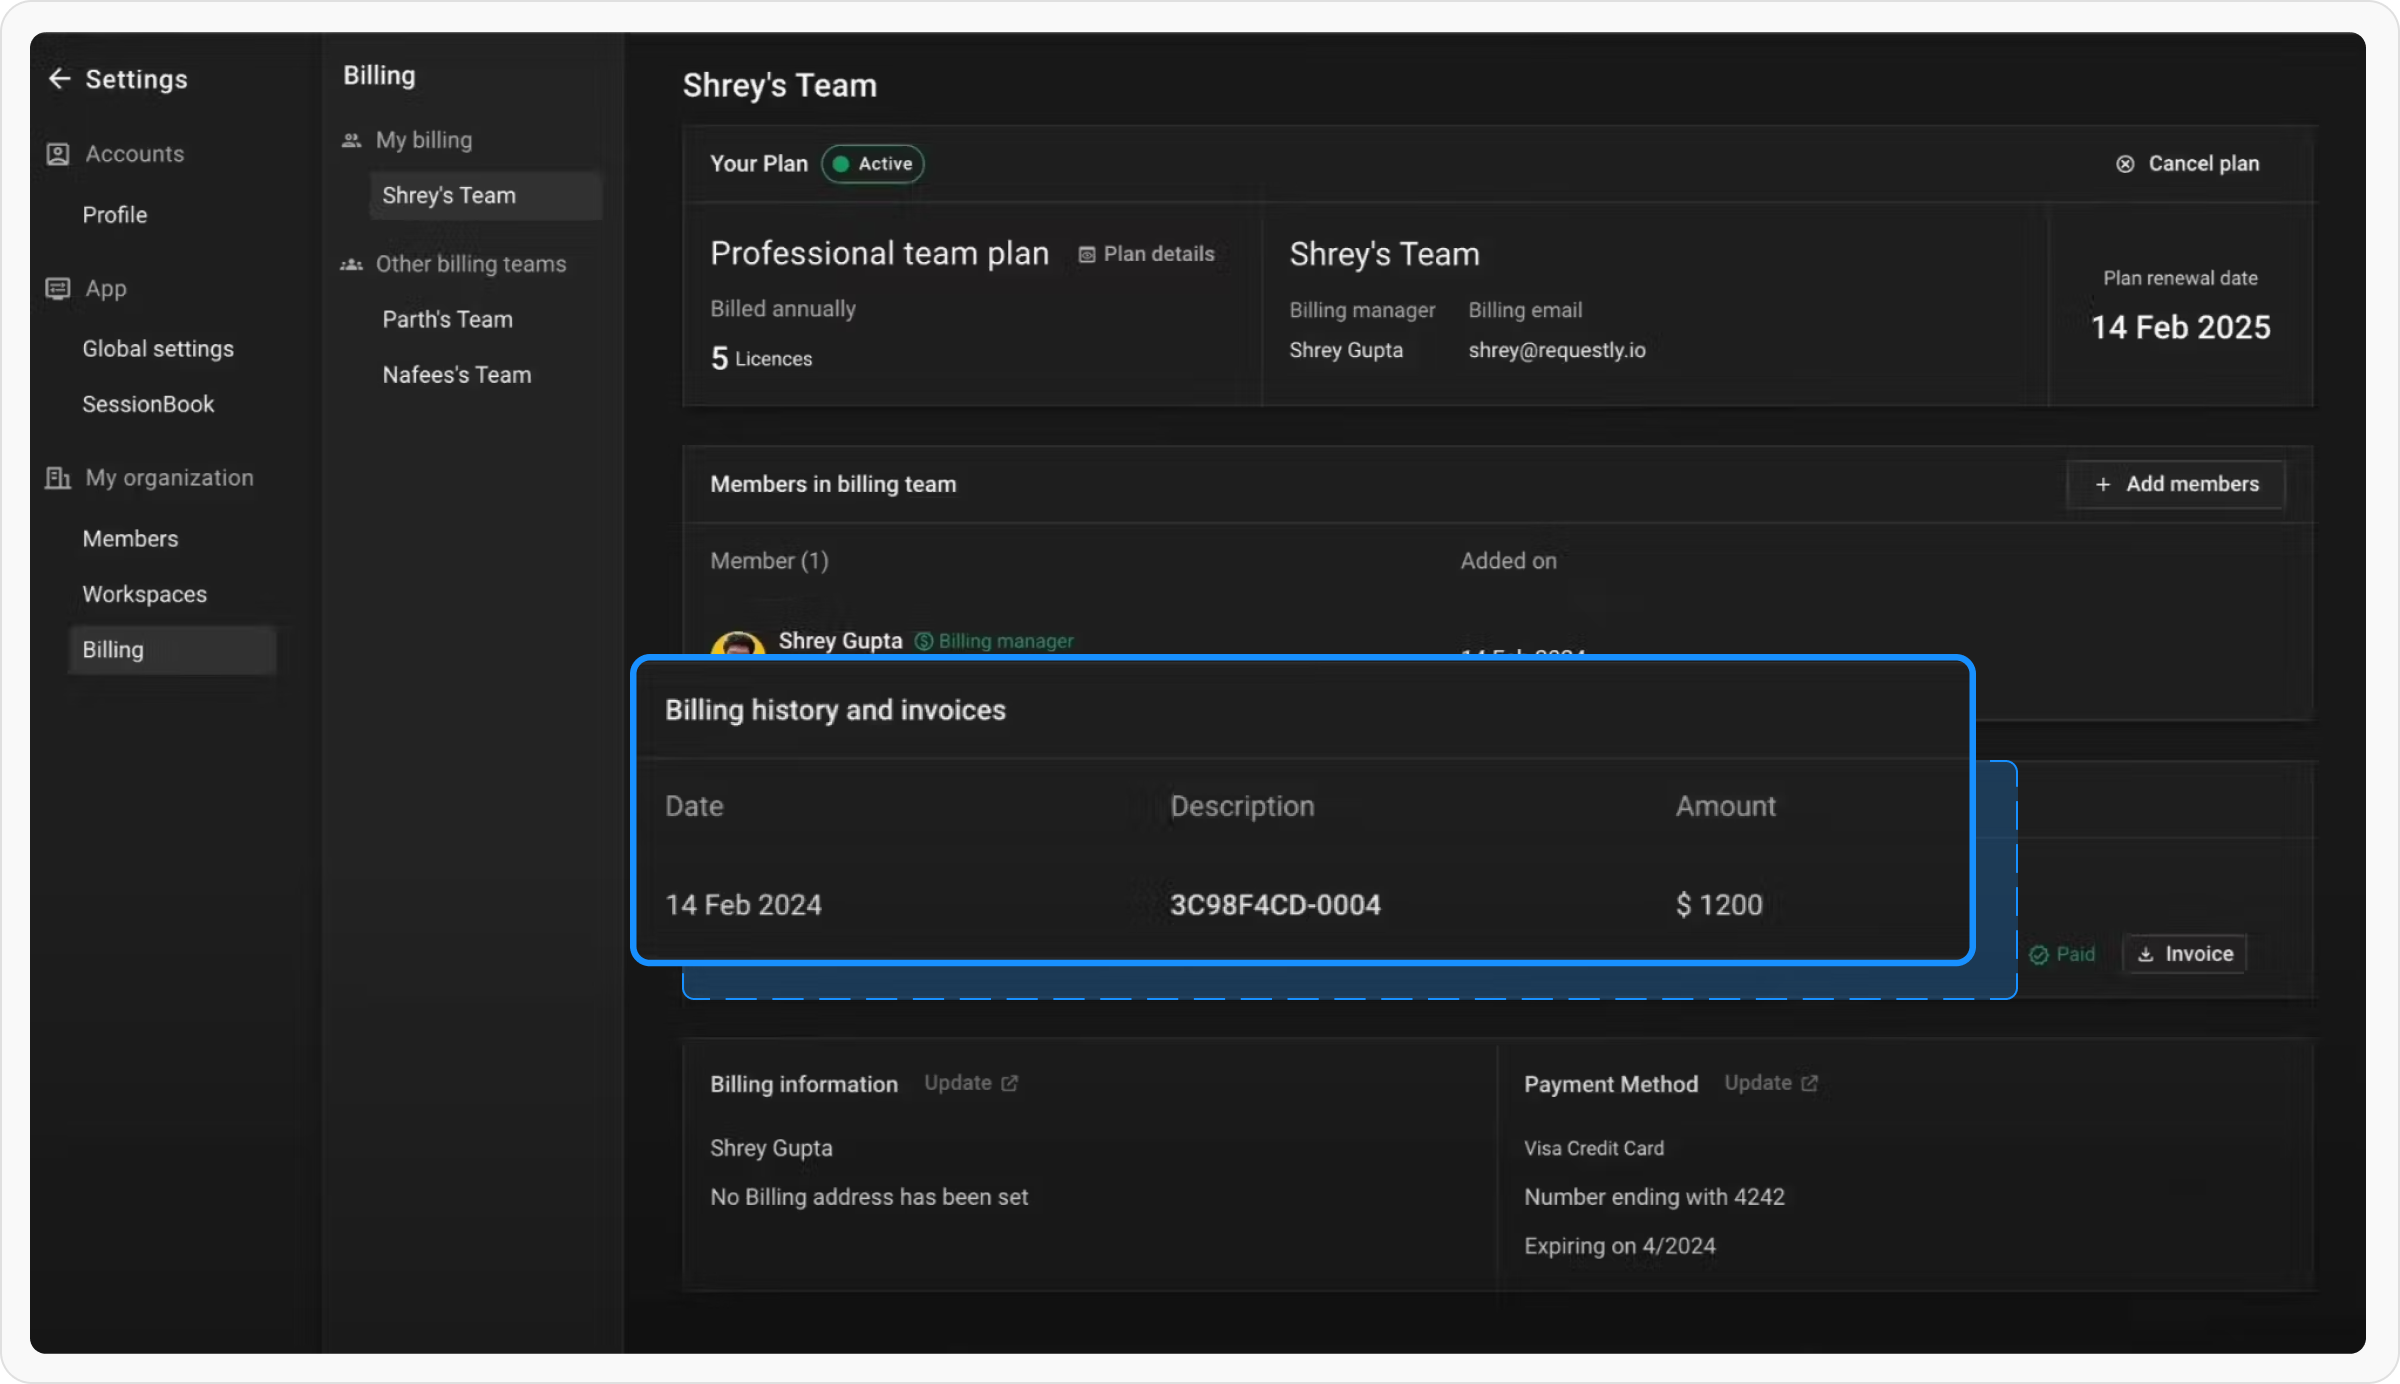 Settings
Accounts
Profile
App
Global settings
SessionBook
My organization
Members
Workspaces
Billing
Billing
My billing
Shrey's Team
Other billing teams
Parth's Team
Nafees's Team
Shrey's Team
Your Plan Active Cancel plan
Professional team plan Plan details
Billed annually
5 Licences
Shrey's Team
Billing manager Billing email
Shrey Gupta shrey@requestly.io
Plan renewal date
14 Feb 2025
Members in billing team + Add members
Member (1) Added on
Shrey Gupta Billing manager
14 Feb 2024
Billing history and invoices
Date Description Amount
14 Feb 2024 3C98F4CD-0004 $ 1200
Paid Invoice
Billing information Update
Shrey Gupta
No Billing address has been set
Payment Method Update
Visa Credit Card
Number ending with 4242
Expiring on 4/2024